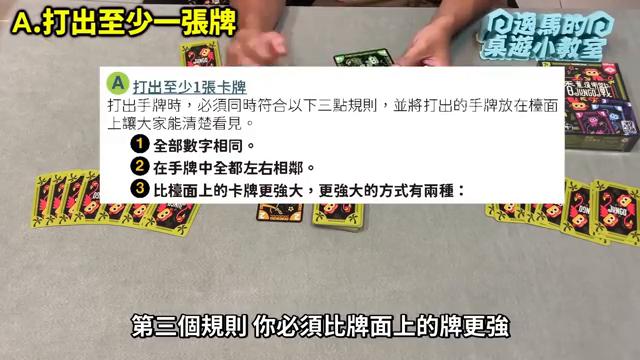 A.打出至少一張牌
逗馬的
桌遊小教室
A 打出至少1張卡牌
打出手牌時，必須同時符合以下三點規則，並將打出的手牌放在檯面
上讓大家能清楚看見。
1 全部數字相同。
2 在手牌中全都左右相鄰。
3 比檯面上的卡牌更強大，更強大的方式有兩種：
JUNGO
第三個規則 你必須比牌面上的牌更強